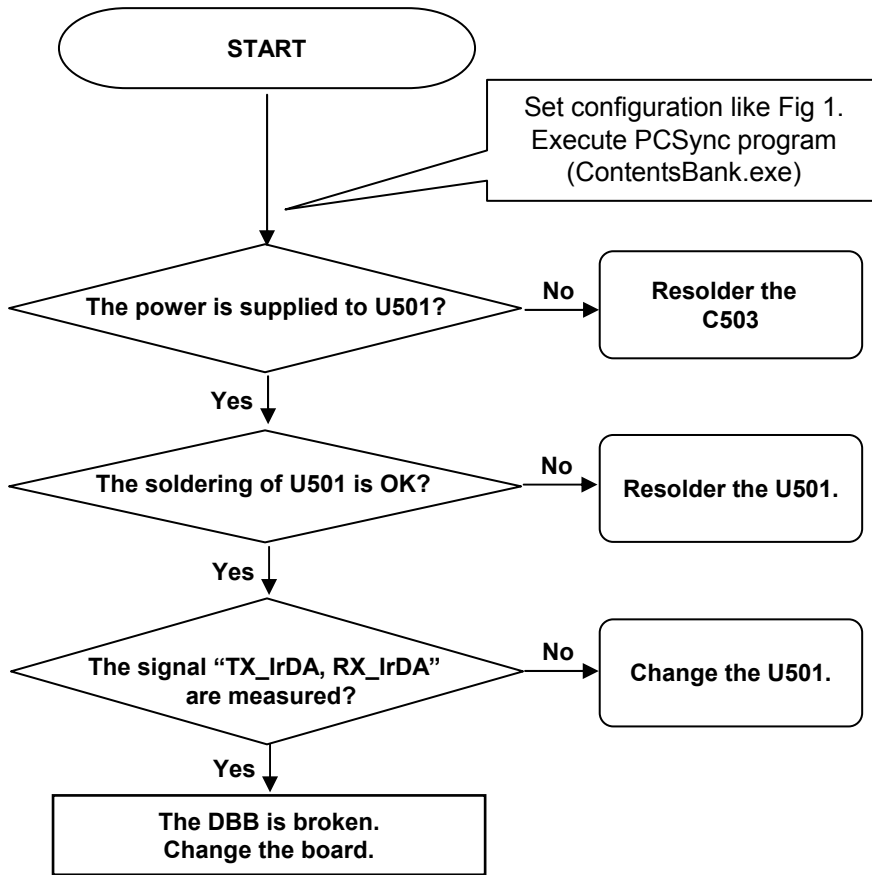 START
Set configuration like Fig 1.
Execute PCSync program
(ContentsBank.exe)
The power is supplied to U501?
No
Resolder the
C503
Yes
The soldering of U501 is OK?
No
Resolder the U501.
Yes
The signal “TX_IrDA, RX_IrDA”
are measured?
No
Change the U501.
Yes
The DBB is broken.
Change the board.